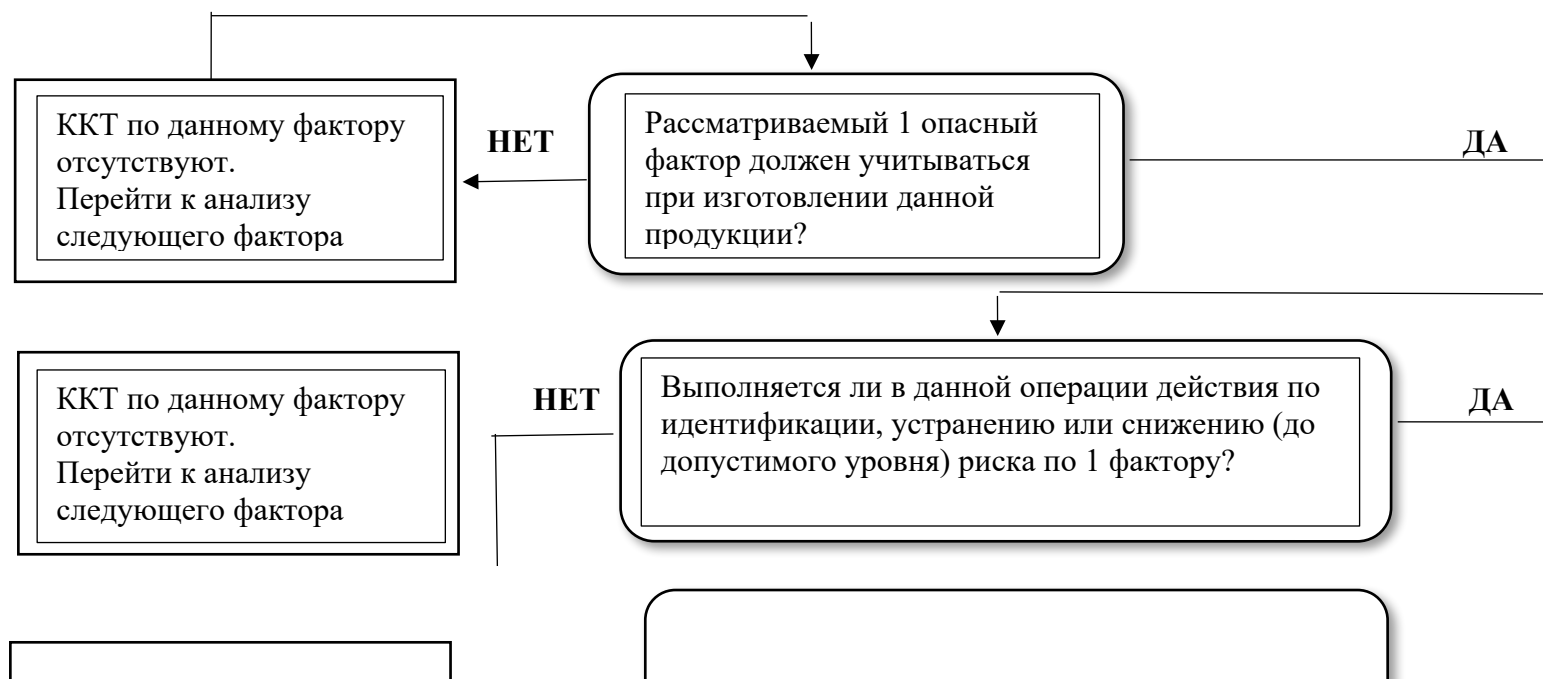 ККТ по данному фактору
отсутствуют.
Перейти к анализу
следующего фактора
НЕТ
Рассматриваемый 1 опасный
фактор должен учитываться
при изготовлении данной
продукции?
ДА
ККТ по данному фактору
отсутствуют.
Перейти к анализу
следующего фактора
НЕТ
Выполняется ли в данной операции действия по
идентификации, устранению или снижению (до
допустимого уровня) риска по 1 фактору?
ДА